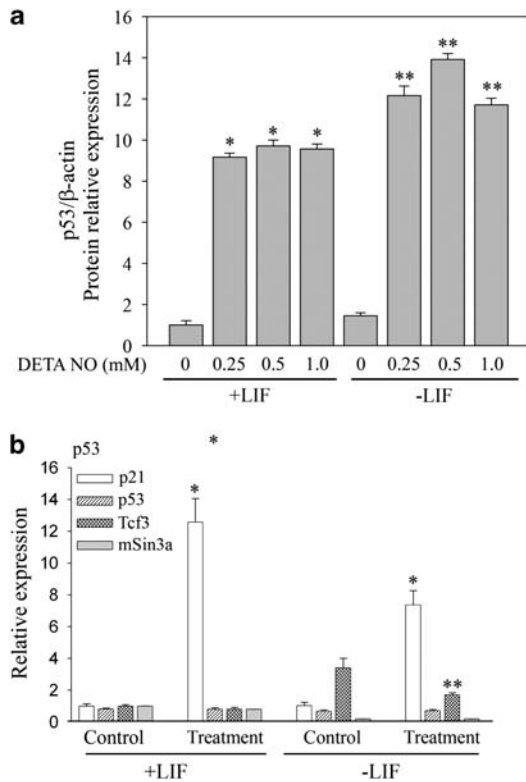 a
p53/β-actin
Protein relative expression
16
14
12
10
8
6
4
2
0
* * *
** ** **
DETA NO (mM) 0 0.25 0.5 1.0 0 0.25 0.5 1.0
+LIF -LIF
b
p53
*
Relative expression
16
14
12
10
8
6
4
2
0
p21
p53
Tcf3
mSin3a
* * **
Control Treatment Control Treatment
+LIF -LIF